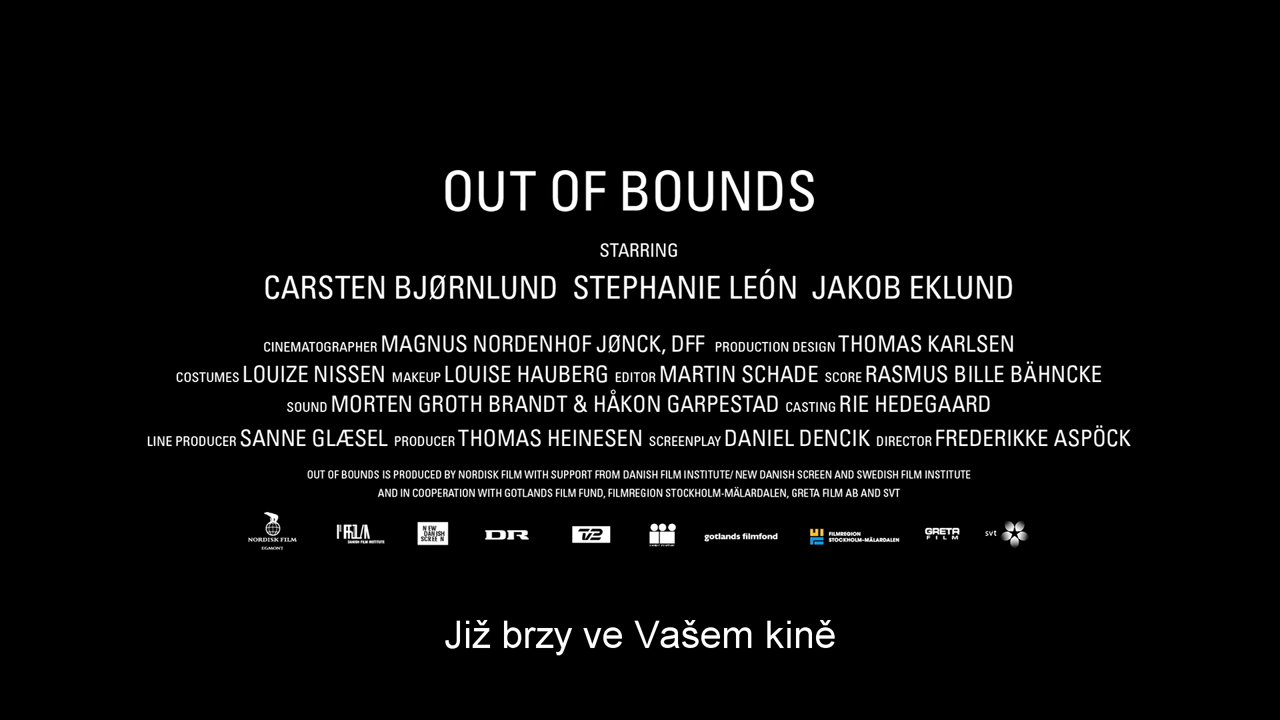 OUT OF BOUNDS
STARRING
CARSTEN BJØRNLUND STEPHANIE LEÓN JAKOB EKLUND
CINEMATOGRAPHER MAGNUS NORDENHOF JØNCK, DFF PRODUCTION DESIGN THOMAS KARLSEN
COSTUMES LOUIZE NISSEN MAKEUP LOUISE HAUBERG EDITOR MARTIN SCHADE SCORE RASMUS BILLE BÄHNCKE
SOUND MORTEN GROTH BRANDT & HÅKON GARPESTAD CASTING RIE HEDEGAARD
LINE PRODUCER SANNE GLÆSEL PRODUCER THOMAS HEINESEN SCREENPLAY DANIEL DENCIK DIRECTOR FREDERIKKE ASPÖCK
OUT OF BOUNDS IS PRODUCED BY NORDISK FILM WITH SUPPORT FROM DANISH FILM INSTITUTE/ NEW DANISH SCREEN AND SWEDISH FILM INSTITUTE
AND IN COOPERATION WITH GOTLANDS FILM FUND, FILMREGION STOCKHOLM-MÄLARDALEN, GRETA FILM AB AND SVT
NORDISK FILM
EGMONT
DANISH FILM INSTITUTE
NEW
DANISH
SCREEN
DR
TV2
gotlands filmfond
FILMREGION
STOCKHOLM-MÄLARDALEN
GRETA
FILM
svt
Již brzy ve Vašem kině